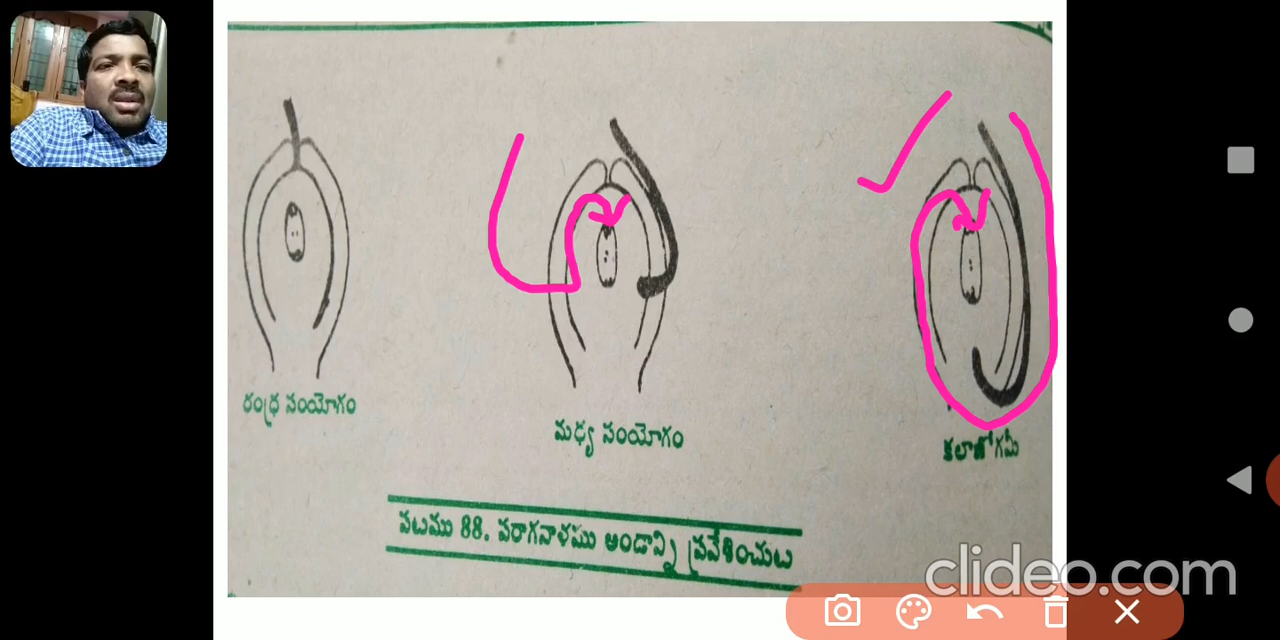 రంధ్ర సంయోగం
మధ్య సంయోగం
కలాజోగమీ
పటము 88. పరాగనాళము అండాన్ని ప్రవేశించుట
clideo.com